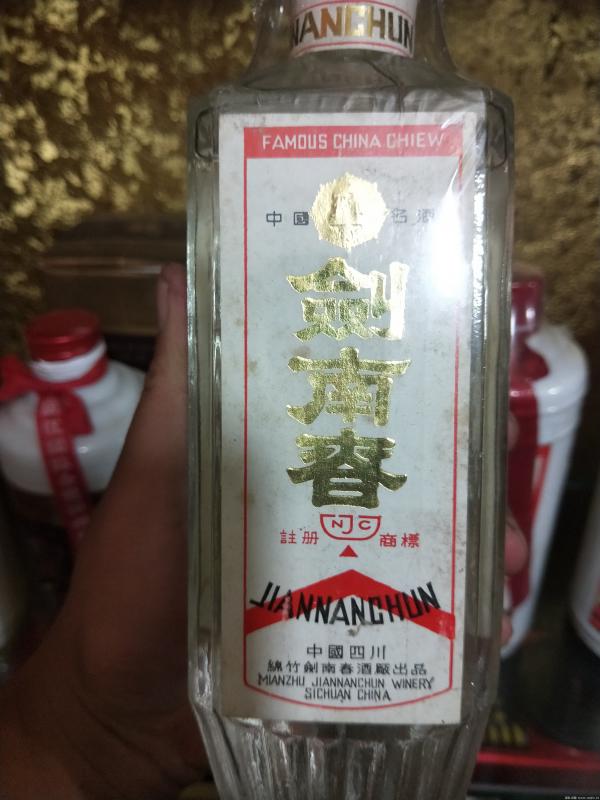 NANCHUN
FAMOUS CHINA CHIEW
中國 名酒
劍南春
NJC
註册 商標
JIANNANCHUN
中國四川
綿竹劍南春酒廠出品
MIANZHU JIANNANCHUN WINERY
SICHUAN CHINA